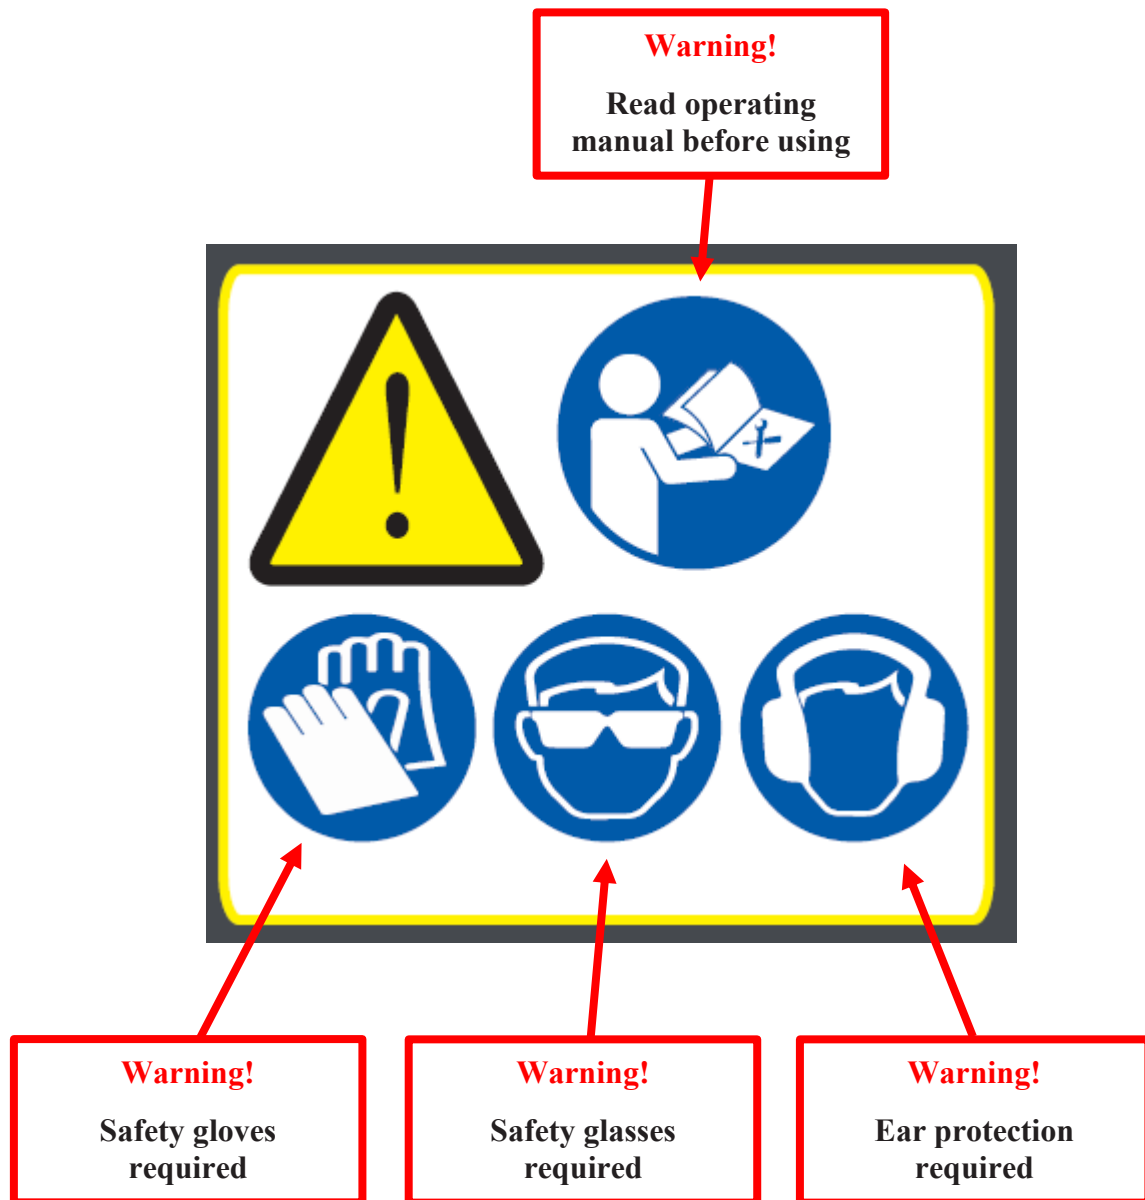 Warning!
Read operating
manual before using
Warning!
Safety gloves
required
Warning!
Safety glasses
required
Warning!
Ear protection
required